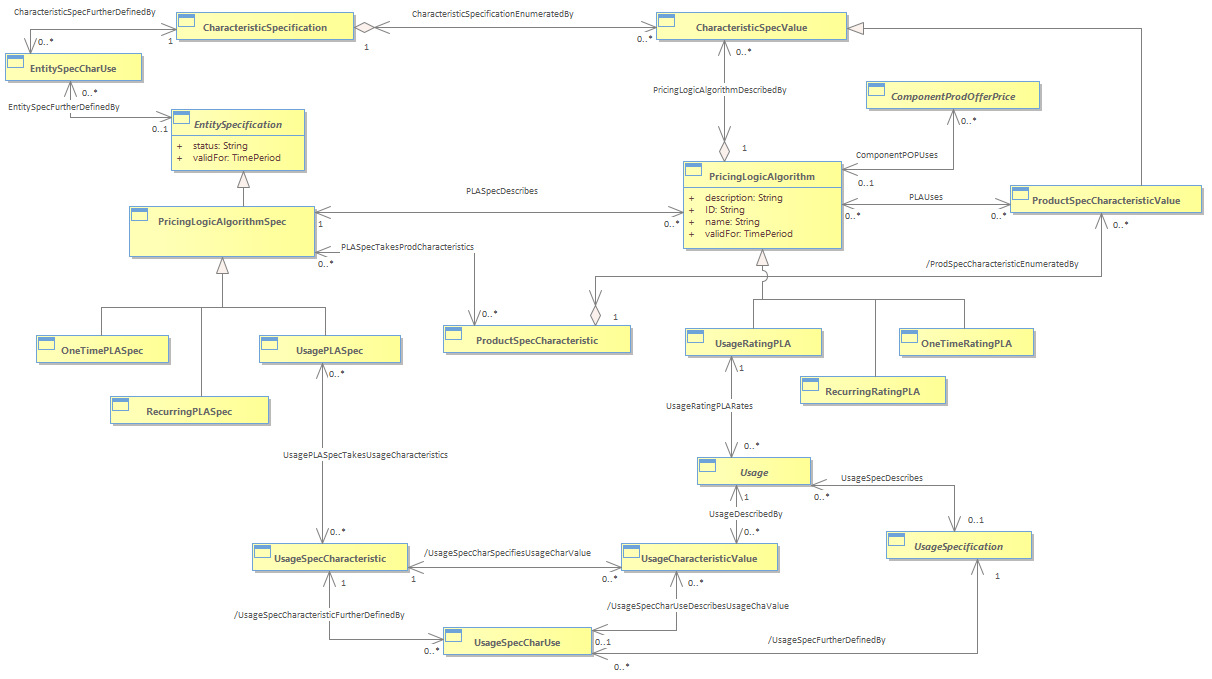 CharacteristicSpecFurtherDefinedBy
CharacteristicSpecificationEnumeratedBy
CharacteristicSpecification
CharacteristicSpecValue
0..*
1
1
0..*
EntitySpecCharUse
0..*
PricingLogicAlgorithmDescribedBy
0..*
EntitySpecFurtherDefinedBy
ComponentProdOfferPrice
0..1
EntitySpecification
0..*
+ status: String
+ validFor: TimePeriod
1
ComponentPOPUses
PricingLogicAlgorithm
0..1
PLASpecDescribes
+ description: String
+ ID: String
+ name: String
+ validFor: TimePeriod
PLAUses
ProductSpecCharacteristicValue
PricingLogicAlgorithmSpec
1
0..*
0..*
0..*
0..*
PLASpecTakesProdCharacteristics
0..*
/ProdSpecCharacteristicEnumeratedBy
0..*
1
ProductSpecCharacteristic
OneTimePLASpec
UsagePLASpec
UsageRatingPLA
OneTimeRatingPLA
0..*
1
RecurringPLASpec
RecurringRatingPLA
UsageRatingPLARates
0..*
UsagePLASpecTakesUsageCharacteristics
Usage
UsageSpecDescribes
1
0..*
UsageDescribedBy
0..1
0..*
0..*
UsageSpecCharacteristic
/UsageSpecCharSpecifiesUsageCharValue
UsageCharacteristicValue
UsageSpecification
1
1
0..*
0..*
1
/UsageSpecCharacteristicFurtherDefinedBy
/UsageSpecCharUseDescribesUsageChaValue
UsageSpecCharUse
0..1
/UsageSpecFurtherDefinedBy
0..*
0..*